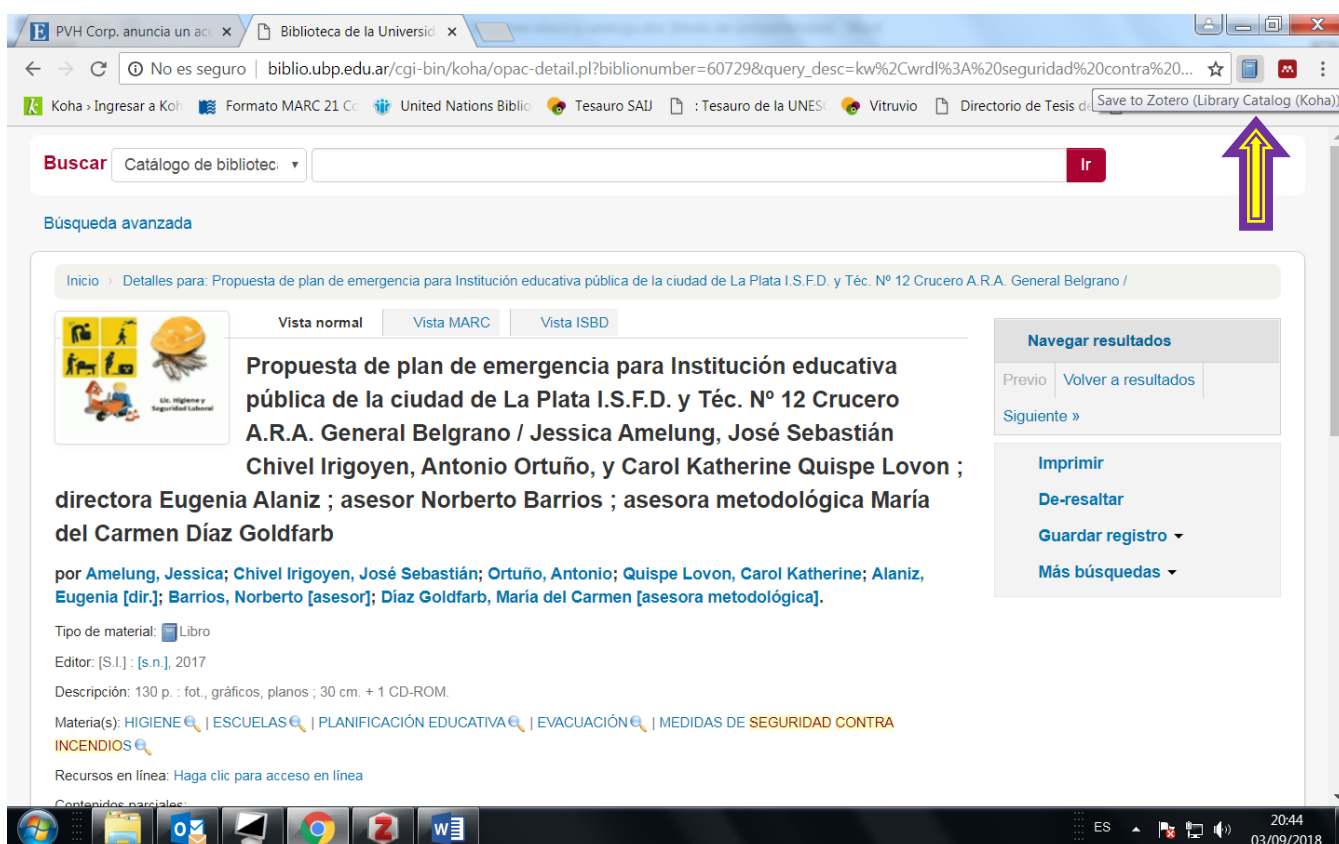 PVH Corp. anuncia un acu
Biblioteca de la Universid
No es seguro | biblio.ubp.edu.ar/cgi-bin/koha/opac-detail.pl?biblionumber=60729&query_desc=kw%2Cwrdl%3A%20seguridad%20contra%20...
Koha › Ingresar a Koh Formato MARC 21 Co United Nations Biblio Tesauro SAIJ : Tesauro de la UNESC Vitruvio Directorio de Tesis de
Save to Zotero (Library Catalog (Koha))
Buscar Catálogo de bibliotec Ir
Búsqueda avanzada
Inicio › Detalles para: Propuesta de plan de emergencia para Institución educativa pública de la ciudad de La Plata I.S.F.D. y Téc. Nº 12 Crucero A.R.A. General Belgrano /
Lic. Higiene y
Seguridad Laboral
Vista normal Vista MARC Vista ISBD
Propuesta de plan de emergencia para Institución educativa
pública de la ciudad de La Plata I.S.F.D. y Téc. Nº 12 Crucero
A.R.A. General Belgrano / Jessica Amelung, José Sebastián
Chivel Irigoyen, Antonio Ortuño, y Carol Katherine Quispe Lovon ;
directora Eugenia Alaniz ; asesor Norberto Barrios ; asesora metodológica María
del Carmen Díaz Goldfarb
por Amelung, Jessica; Chivel Irigoyen, José Sebastián; Ortuño, Antonio; Quispe Lovon, Carol Katherine; Alaniz,
Eugenia [dir.]; Barrios, Norberto [asesor]; Díaz Goldfarb, María del Carmen [asesora metodológica].
Tipo de material: Libro
Editor: [S.l.] : [s.n.], 2017
Descripción: 130 p. : fot., gráficos, planos ; 30 cm. + 1 CD-ROM.
Materia(s): HIGIENE | ESCUELAS | PLANIFICACIÓN EDUCATIVA | EVACUACIÓN | MEDIDAS DE SEGURIDAD CONTRA
INCENDIOS
Recursos en línea: Haga clic para acceso en línea
Contenidos parciales:
Navegar resultados
Previo Volver a resultados
Siguiente »
Imprimir
De-resaltar
Guardar registro
Más búsquedas
ES
20:44
03/09/2018